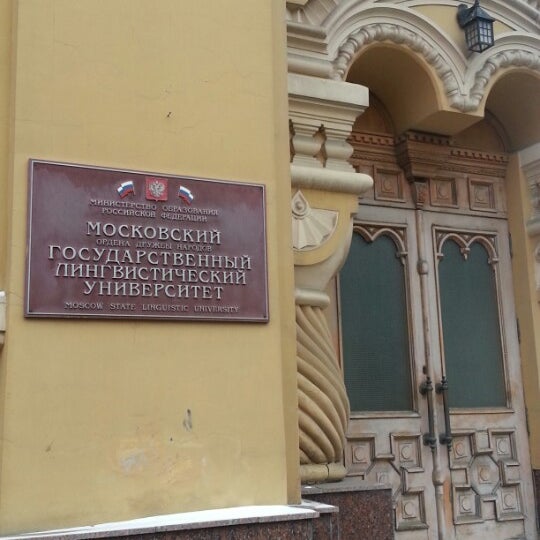 МИНИСТЕРСТВО ОБРАЗОВАНИЯ
РОССИЙСКОЙ ФЕДЕРАЦИИ
МОСКОВСКИЙ
ОРДЕНА ДРУЖБЫ НАРОДОВ
ГОСУДАРСТВЕННЫЙ
ЛИНГВИСТИЧЕСКИЙ
УНИВЕРСИТЕТ
MOSCOW STATE LINGUISTIC UNIVERSITY